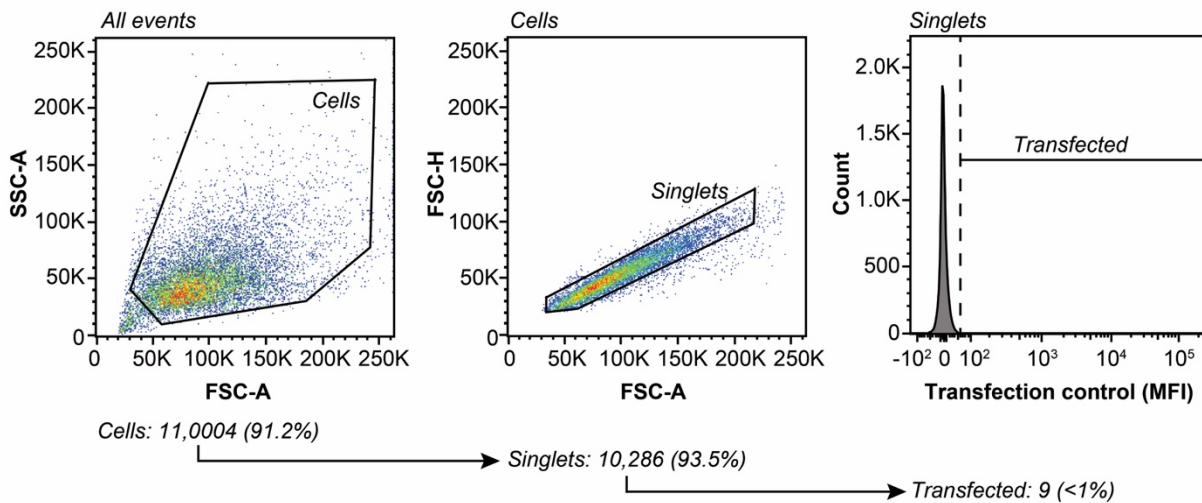 All events
250K
200K
150K
100K
50K
0
SSC-A
Cells
0 50K 100K 150K 200K 250K
FSC-A
Cells
250K
200K
150K
100K
50K
0
FSC-H
Singlets
0 50K 100K 150K 200K 250K
FSC-A
Singlets
2.0K
1.5K
1.0K
500
0
Count
Transfected
-10² 0 10² 10³ 10⁴ 10⁵
Transfection control (MFI)
Cells: 11,0004 (91.2%)
Singlets: 10,286 (93.5%)
Transfected: 9 (<1%)